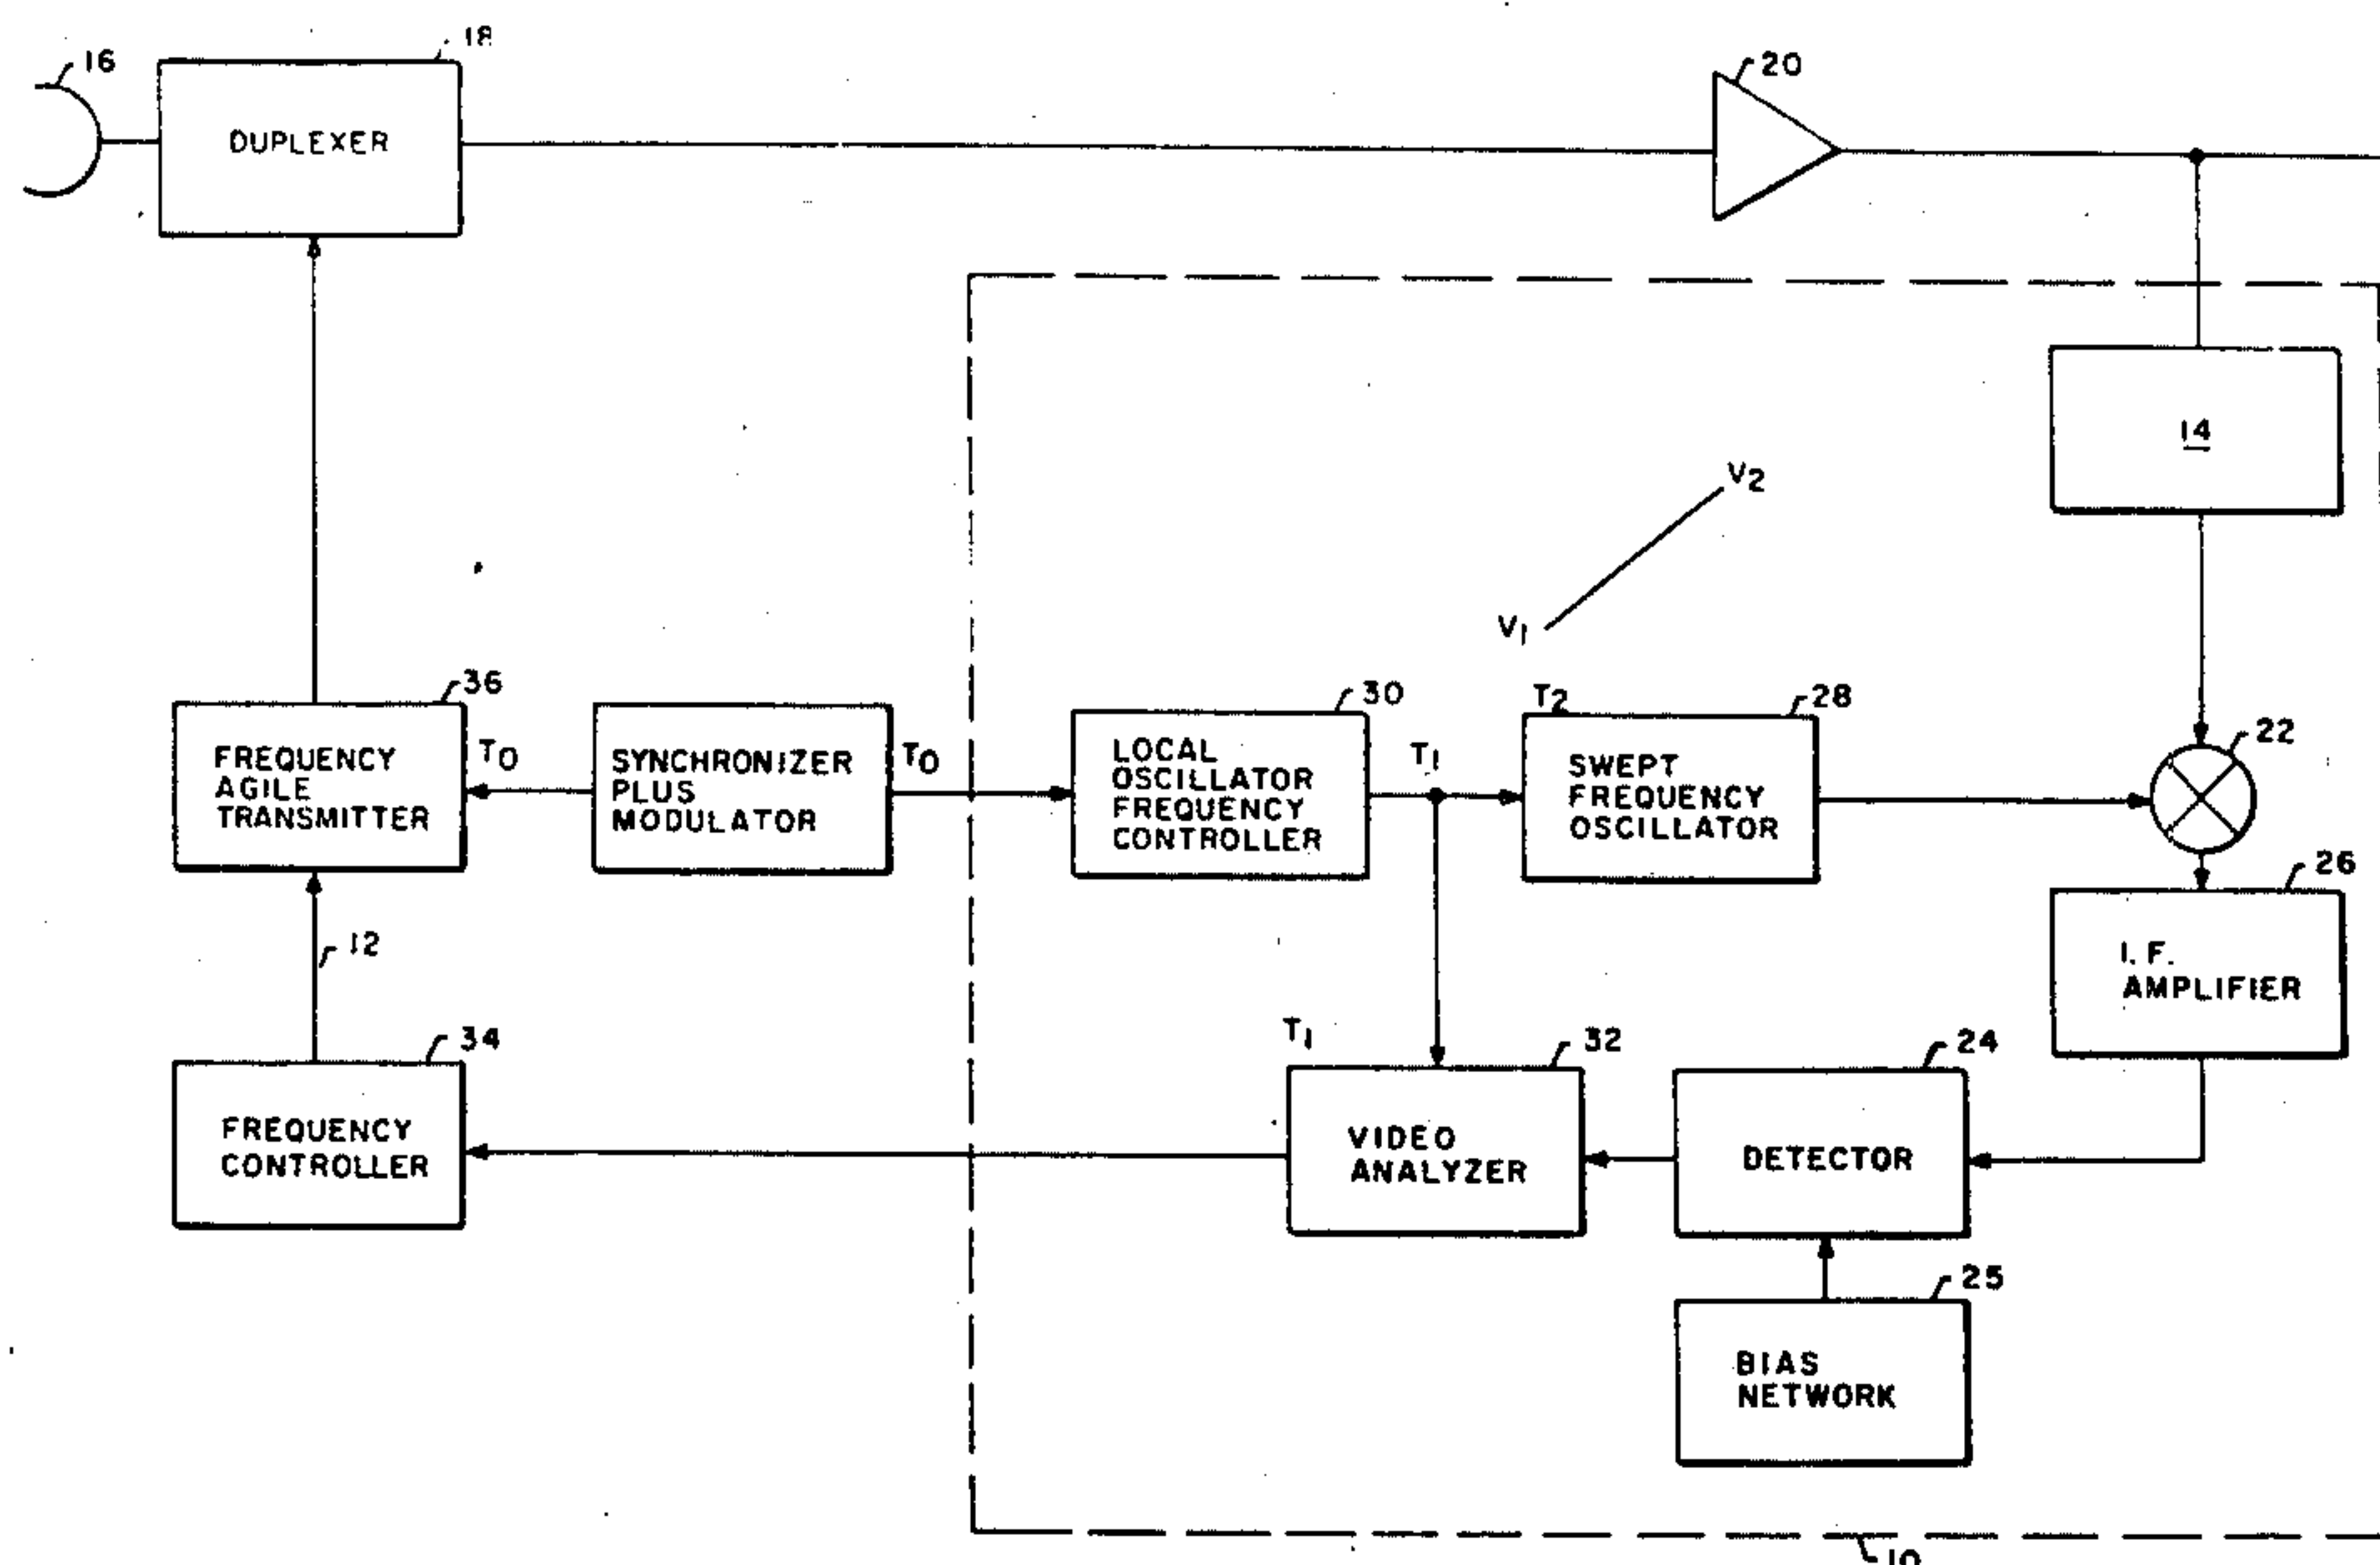 16
18
DUPLEXER
20
14
V2
V1
36
FREQUENCY
AGILE
TRANSMITTER
T0
SYNCHRONIZER
PLUS
MODULATOR
T0
30
LOCAL
OSCILLATOR
FREQUENCY
CONTROLLER
T1
T2
28
SWEPT
FREQUENCY
OSCILLATOR
22
26
I. F.
AMPLIFIER
12
34
FREQUENCY
CONTROLLER
T1
32
VIDEO
ANALYZER
24
DETECTOR
25
BIAS
NETWORK
10